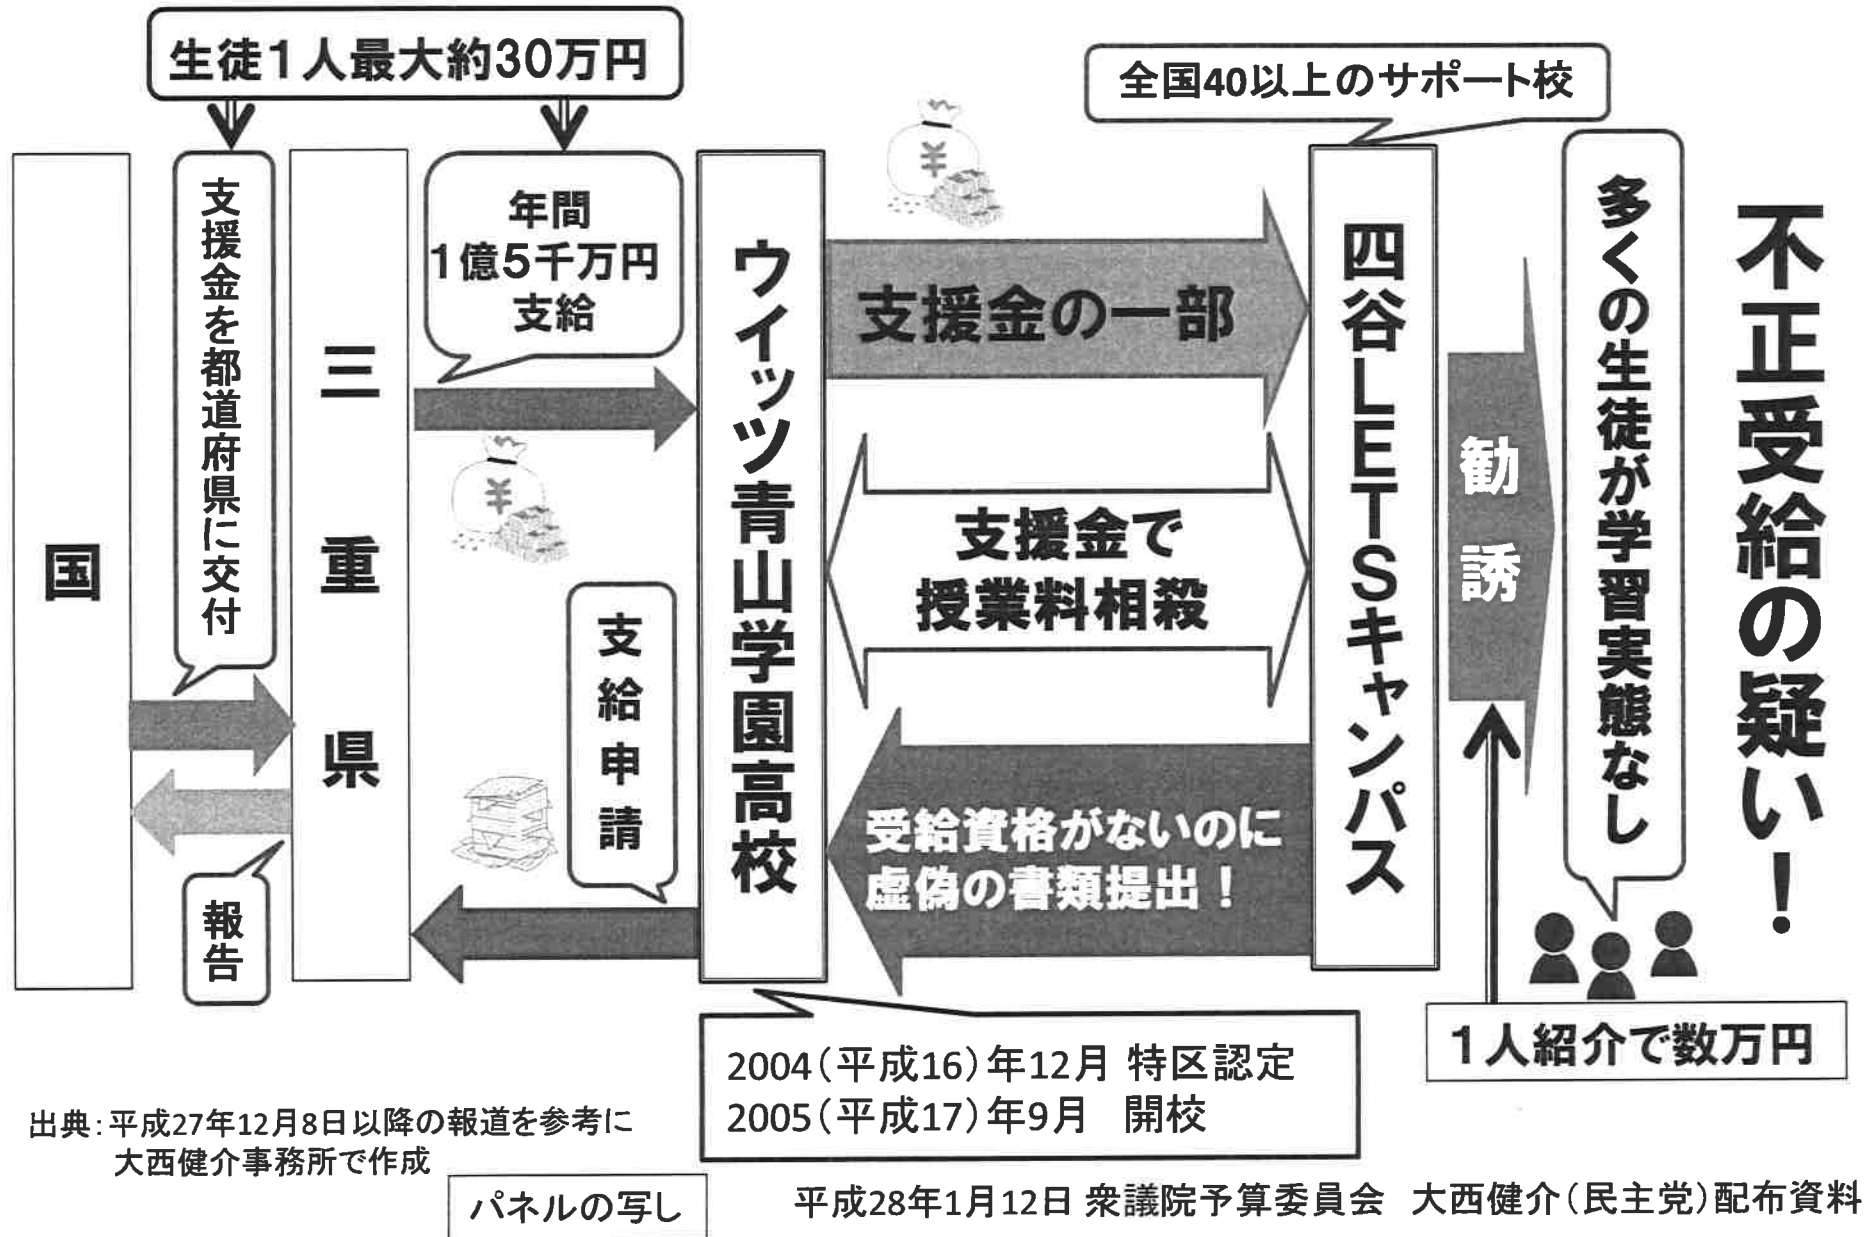 生徒1人最大約30万円
全国40以上のサポート校
国
支援金を都道府県に交付
報告
三重県
年間
1億5千万円
支給
支給申請
ウイッツ青山学園高校
支援金の一部
支援金で
授業料相殺
受給資格がないのに
虚偽の書類提出！
四谷LETSキャンパス
勧誘
多くの生徒が学習実態なし
不正受給の疑い！
1人紹介で数万円
2004（平成16）年12月 特区認定
2005（平成17）年9月　開校
出典：平成27年12月8日以降の報道を参考に
大西健介事務所で作成
パネルの写し
平成28年1月12日 衆議院予算委員会　大西健介（民主党）配布資料
¥
¥